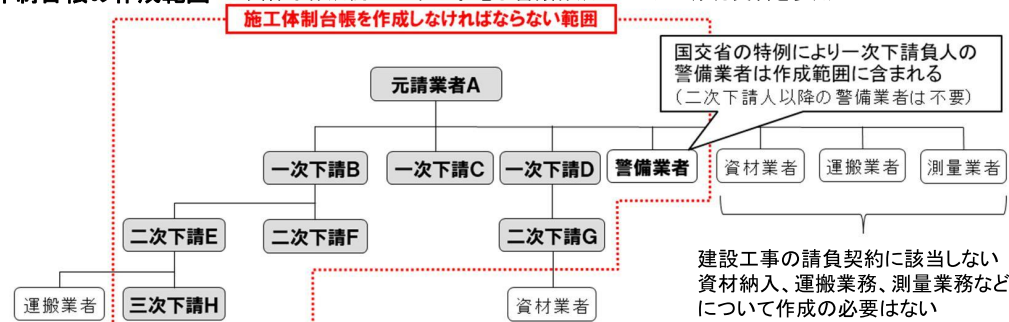 施工体制台帳を作成しなければならない範囲
国交省の特例により一次下請負人の
警備業者は作成範囲に含まれる
(二次下請人以降の警備業者は不要)
元請業者A
一次下請B
一次下請C
一次下請D
警備業者
資材業者
運搬業者
測量業者
二次下請E
二次下請F
二次下請G
建設工事の請負契約に該当しない
資材納入、運搬業務、測量業務など
について作成の必要はない
運搬業者
三次下請H
資材業者